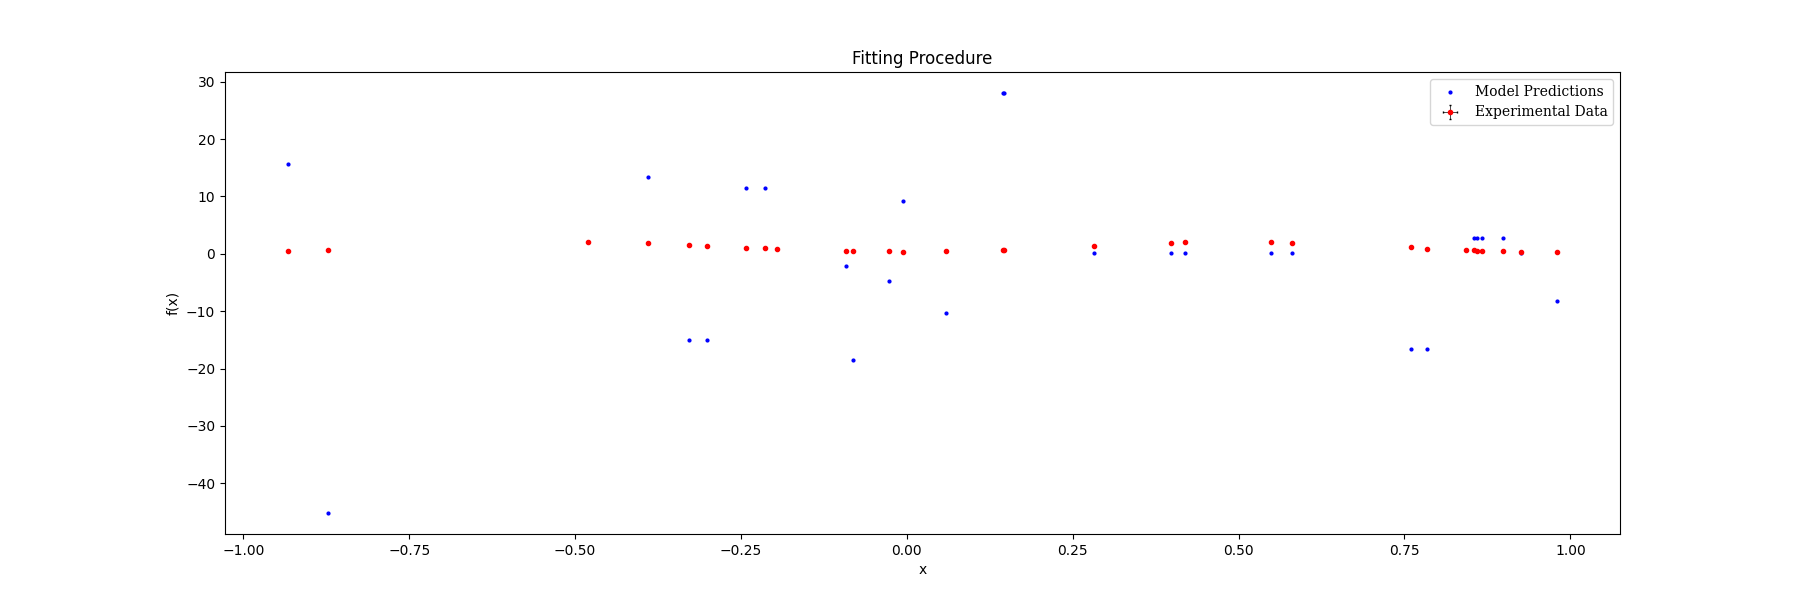 Fitting Procedure
30
20
10
0
−10
−20
−30
−40
f(x)
Model Predictions
Experimental Data
−1.00 −0.75 −0.50 −0.25 0.00 0.25 0.50 0.75 1.00
x